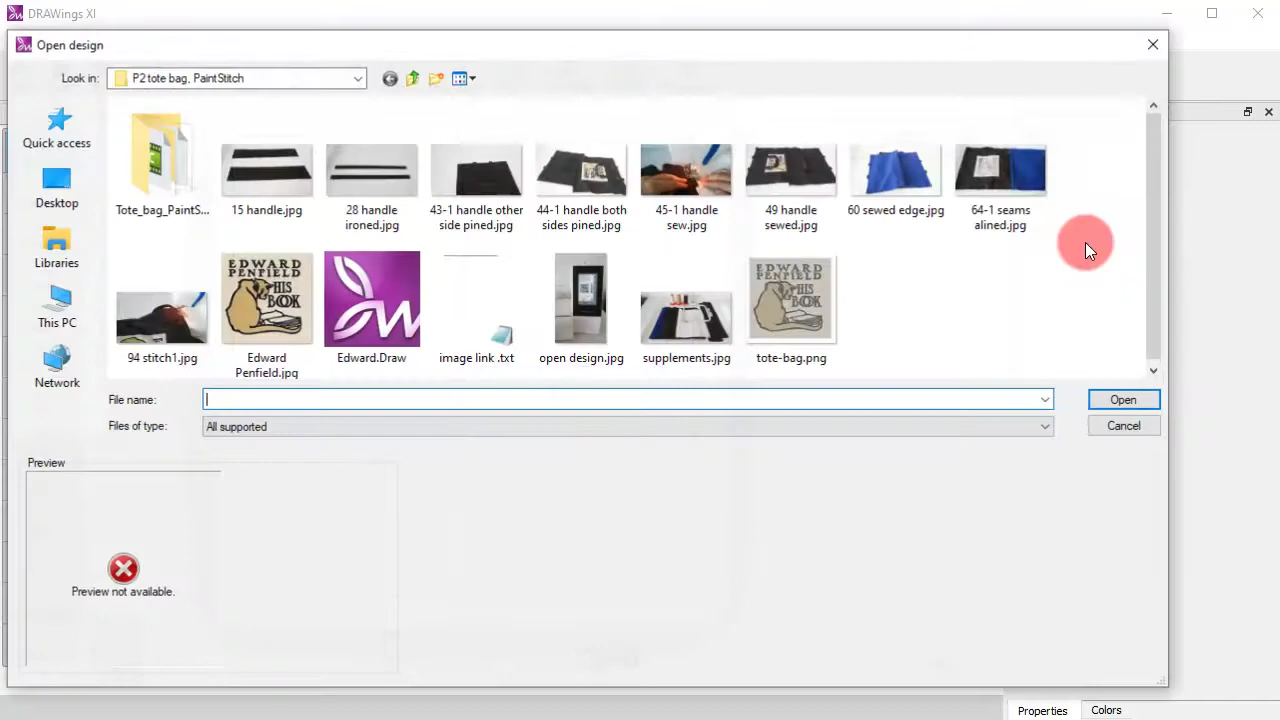 DRAWings XI
Open design
Look in:
P2 tote bag, PaintStitch
Quick access
Desktop
Libraries
This PC
Network
Tote_bag_PaintS...
15 handle.jpg
28 handle
ironed.jpg
43-1 handle other
side pined.jpg
44-1 handle both
sides pined.jpg
45-1 handle
sew.jpg
49 handle
sewed.jpg
60 sewed edge.jpg
64-1 seams
alined.jpg
94 stitch1.jpg
EDWARD
PENFIELD
HIS
BOOK
Edward
Penfield.jpg
Edward.Draw
image link .txt
open design.jpg
supplements.jpg
EDWARD
PENFIELD
HIS
BOOK
tote-bag.png
File name:
Open
Files of type:
All supported
Cancel
Preview
Preview not available.
Properties
Colors